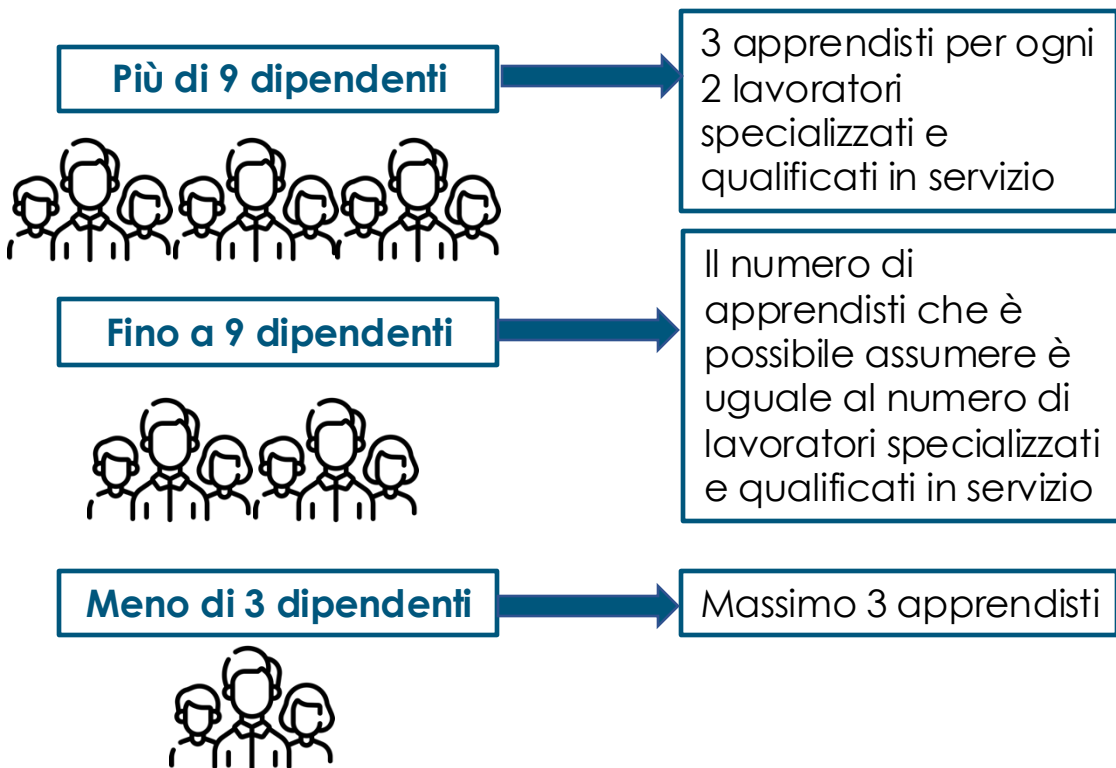 Più di 9 dipendenti
3 apprendisti per ogni
2 lavoratori
specializzati e
qualificati in servizio
Fino a 9 dipendenti
Il numero di
apprendisti che è
possibile assumere è
uguale al numero di
lavoratori specializzati
e qualificati in servizio
Meno di 3 dipendenti
Massimo 3 apprendisti